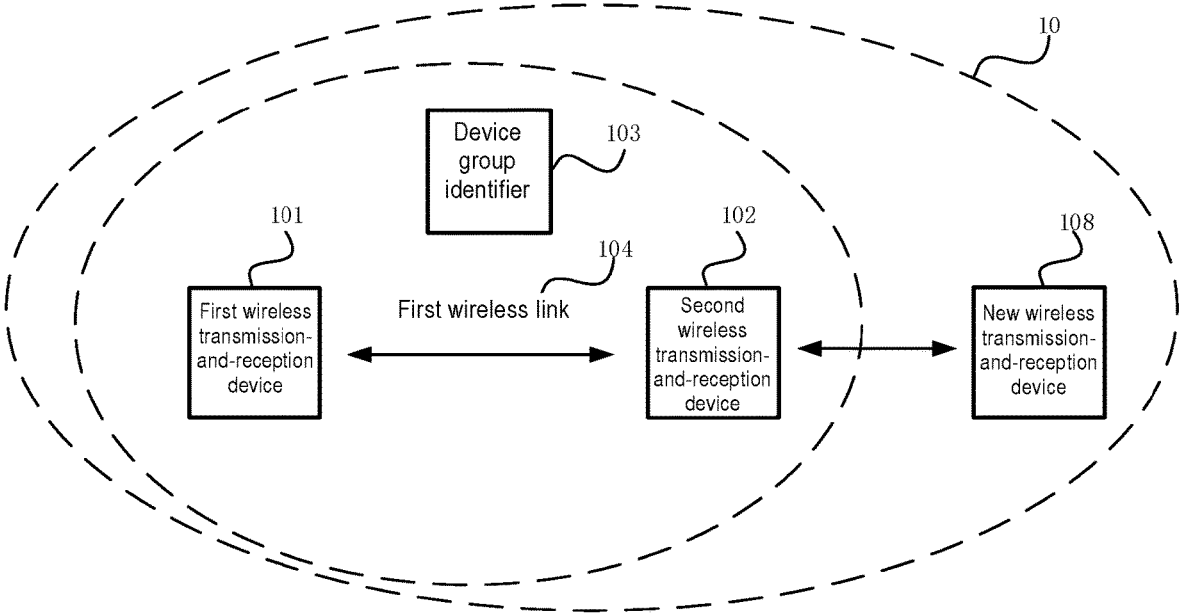 10
Device
group
identifier
103
101
104
102
108
First wireless
transmission-
and-reception
device
First wireless link
Second
wireless
transmission-
and-reception
device
New wireless
transmission-
and-reception
device